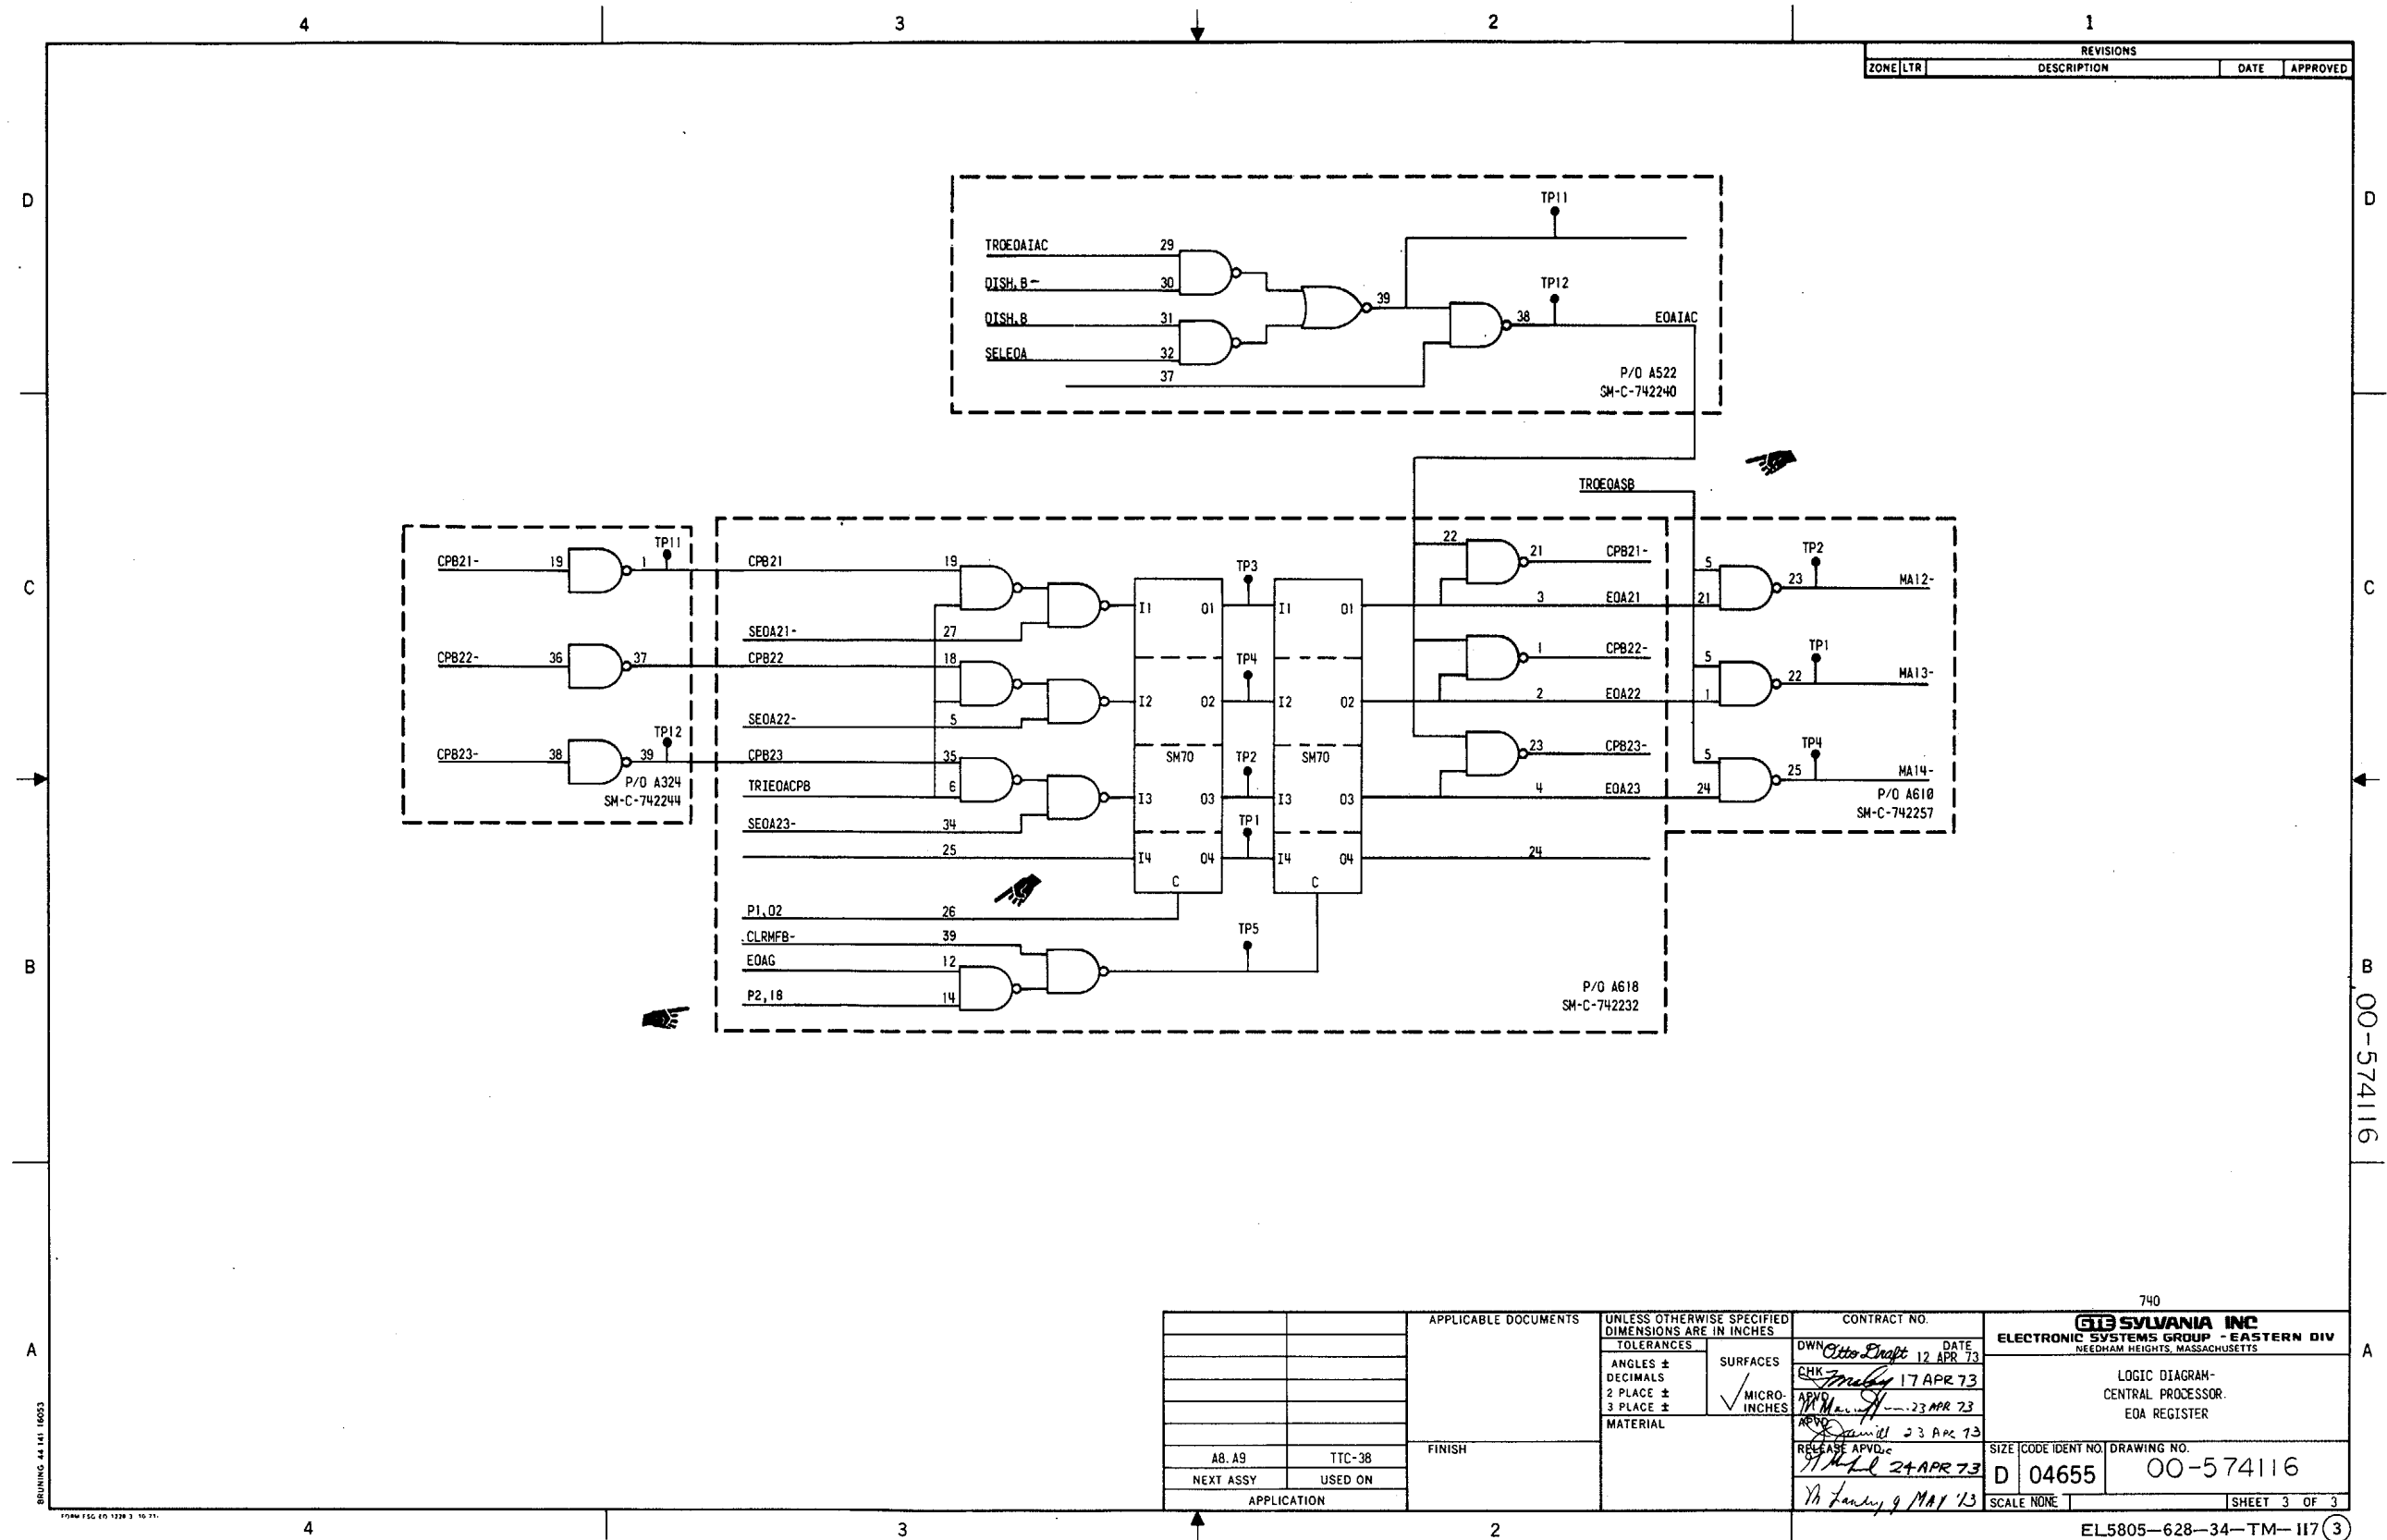 4 3 2 1
REVISIONS
ZONE LTR DESCRIPTION DATE APPROVED
D D
TP11
TROEOAIAC 29
DISH,B- 30
39
TP12
DISH,B 31
38 EOAIAC
SELEOA 32
37
P/O A522
SM-C-742240
TROEOASB
C C
CPB21- 19 1 TP11
CPB22- 36 37
CPB23- 38 39 TP12
P/O A324
SM-C-742244
CPB21 19
SEOA21- 27
CPB22 18
SEOA22- 5
CPB23 35
TRIEOACPB 6
SEOA23- 34
25
P1,02 26
CLRMFB- 39
EOAG 12
P2,18 14
I1 O1 TP3 I1 O1
I2 O2 TP4 I2 O2
SM70 TP2 SM70
I3 O3 I3 O3
TP1
I4 O4 I4 O4
C C
TP5
22 21 CPB21-
3 EOA21
1 CPB22-
2 EOA22
23 CPB23-
4 EOA23
24
P/O A618
SM-C-742232
5 TP2
21 23 MA12-
5 TP1
1 22 MA13-
5 TP4
24 25 MA14-
P/O A610
SM-C-742257
B B
00-574116
A A
740
APPLICABLE DOCUMENTS
FINISH
A8. A9 TTC-38
NEXT ASSY USED ON
APPLICATION
UNLESS OTHERWISE SPECIFIED
DIMENSIONS ARE IN INCHES
TOLERANCES
ANGLES ±
DECIMALS
2 PLACE ±
3 PLACE ±
SURFACES
MICRO-
INCHES
MATERIAL
CONTRACT NO.
DWN Otto Draft DATE
12 APR 73
CHK 17 APR 73
APVD 23 APR 73
APVD 23 APR 73
RELEASE APVD 24 APR 73
9 MAY '73
GTE SYLVANIA INC
ELECTRONIC SYSTEMS GROUP - EASTERN DIV
NEEDHAM HEIGHTS, MASSACHUSETTS
LOGIC DIAGRAM-
CENTRAL PROCESSOR.
EOA REGISTER
SIZE CODE IDENT NO. DRAWING NO.
D 04655 00-574116
SCALE NONE SHEET 3 OF 3
BRUNING 44 141 16053
4 3 2
EL5805-628-34-TM-117 3